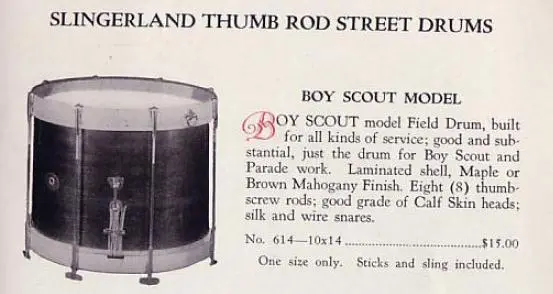 SLINGERLAND THUMB ROD STREET DRUMS
BOY SCOUT MODEL
BOY SCOUT model Field Drum, built
for all kinds of service; good and sub-
stantial, just the drum for Boy Scout and
Parade work. Laminated shell, Maple or
Brown Mahogany Finish. Eight (8) thumb-
screw rods; good grade of Calf Skin heads;
silk and wire snares.
No. 614—10x14........................................$15.00
One size only. Sticks and sling included.